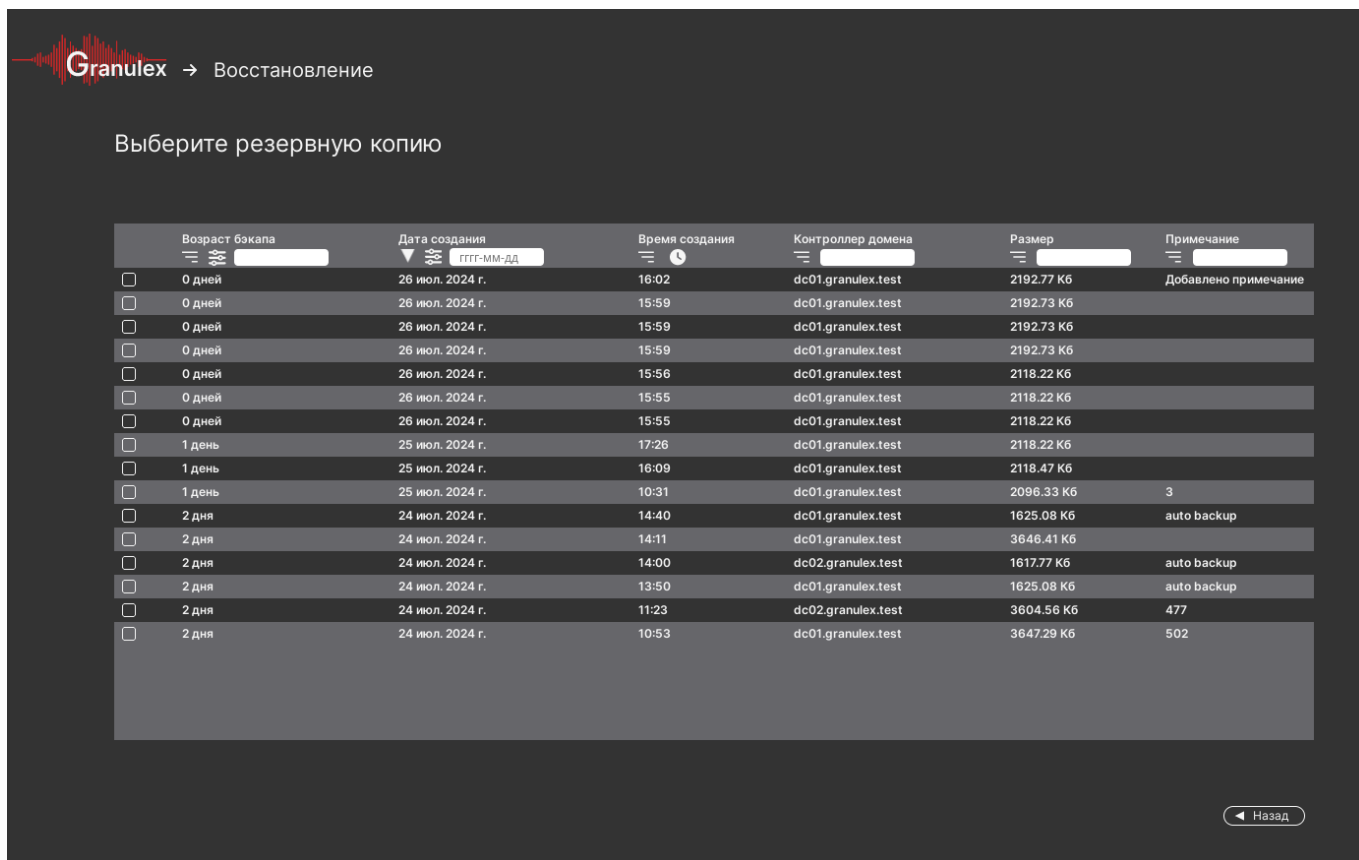 Granulex → Восстановление
Выберите резервную копию
Возраст бэкапа Дата создания Время создания Контроллер домена Размер Примечание
гггг-мм-дд
0 дней 26 июл. 2024 г. 16:02 dc01.granulex.test 2192.77 Кб Добавлено примечание
0 дней 26 июл. 2024 г. 15:59 dc01.granulex.test 2192.73 Кб
0 дней 26 июл. 2024 г. 15:59 dc01.granulex.test 2192.73 Кб
0 дней 26 июл. 2024 г. 15:59 dc01.granulex.test 2192.73 Кб
0 дней 26 июл. 2024 г. 15:56 dc01.granulex.test 2118.22 Кб
0 дней 26 июл. 2024 г. 15:55 dc01.granulex.test 2118.22 Кб
0 дней 26 июл. 2024 г. 15:55 dc01.granulex.test 2118.22 Кб
1 день 25 июл. 2024 г. 17:26 dc01.granulex.test 2118.22 Кб
1 день 25 июл. 2024 г. 16:09 dc01.granulex.test 2118.47 Кб
1 день 25 июл. 2024 г. 10:31 dc01.granulex.test 2096.33 Кб 3
2 дня 24 июл. 2024 г. 14:40 dc01.granulex.test 1625.08 Кб auto backup
2 дня 24 июл. 2024 г. 14:11 dc01.granulex.test 3646.41 Кб
2 дня 24 июл. 2024 г. 14:00 dc02.granulex.test 1617.77 Кб auto backup
2 дня 24 июл. 2024 г. 13:50 dc01.granulex.test 1625.08 Кб auto backup
2 дня 24 июл. 2024 г. 11:23 dc02.granulex.test 3604.56 Кб 477
2 дня 24 июл. 2024 г. 10:53 dc01.granulex.test 3647.29 Кб 502
Назад